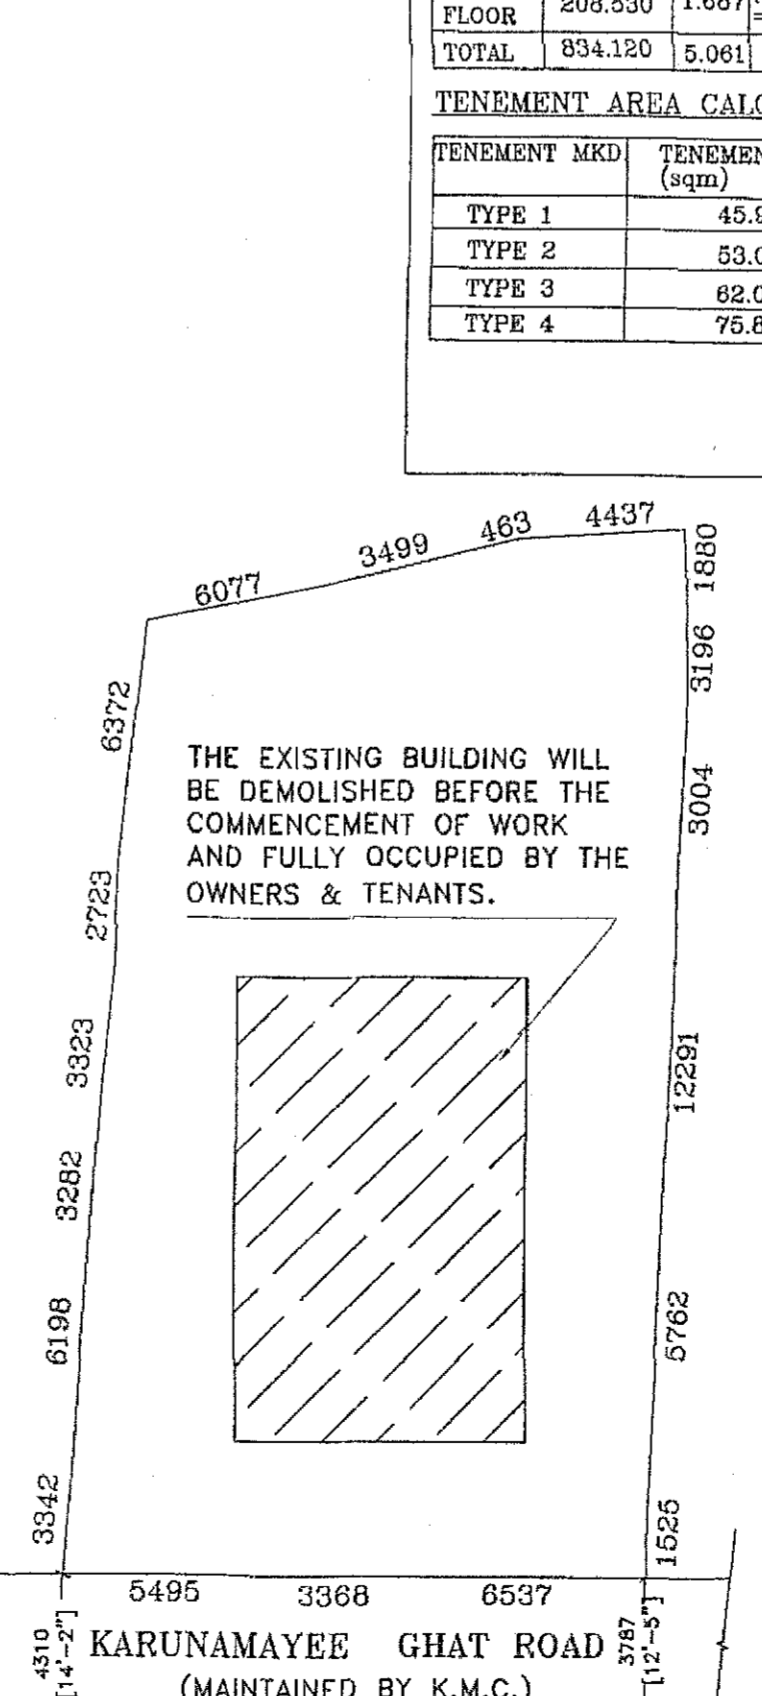 FLOOR 208.530 1.687
TOTAL 834.120 5.061
TENEMENT AREA
TENEMENT MKD
(sqm)
TYPE 1
TYPE 2
TYPE 3
TYPE 4
6077 3499 463 4437
1880
3196
3004
12291
5762
1525
6372
2723
3323
3282
6198
3342
THE EXISTING BUILDING WILL
BE DEMOLISHED BEFORE THE
COMMENCEMENT OF WORK
AND FULLY OCCUPIED BY THE
OWNERS & TENANTS.
5495 3368 6537
4310
[14'-2"]
KARUNAMAYEE GHAT ROAD
3787
[12'-5"]
(MAINTAINED BY K.M.C.)